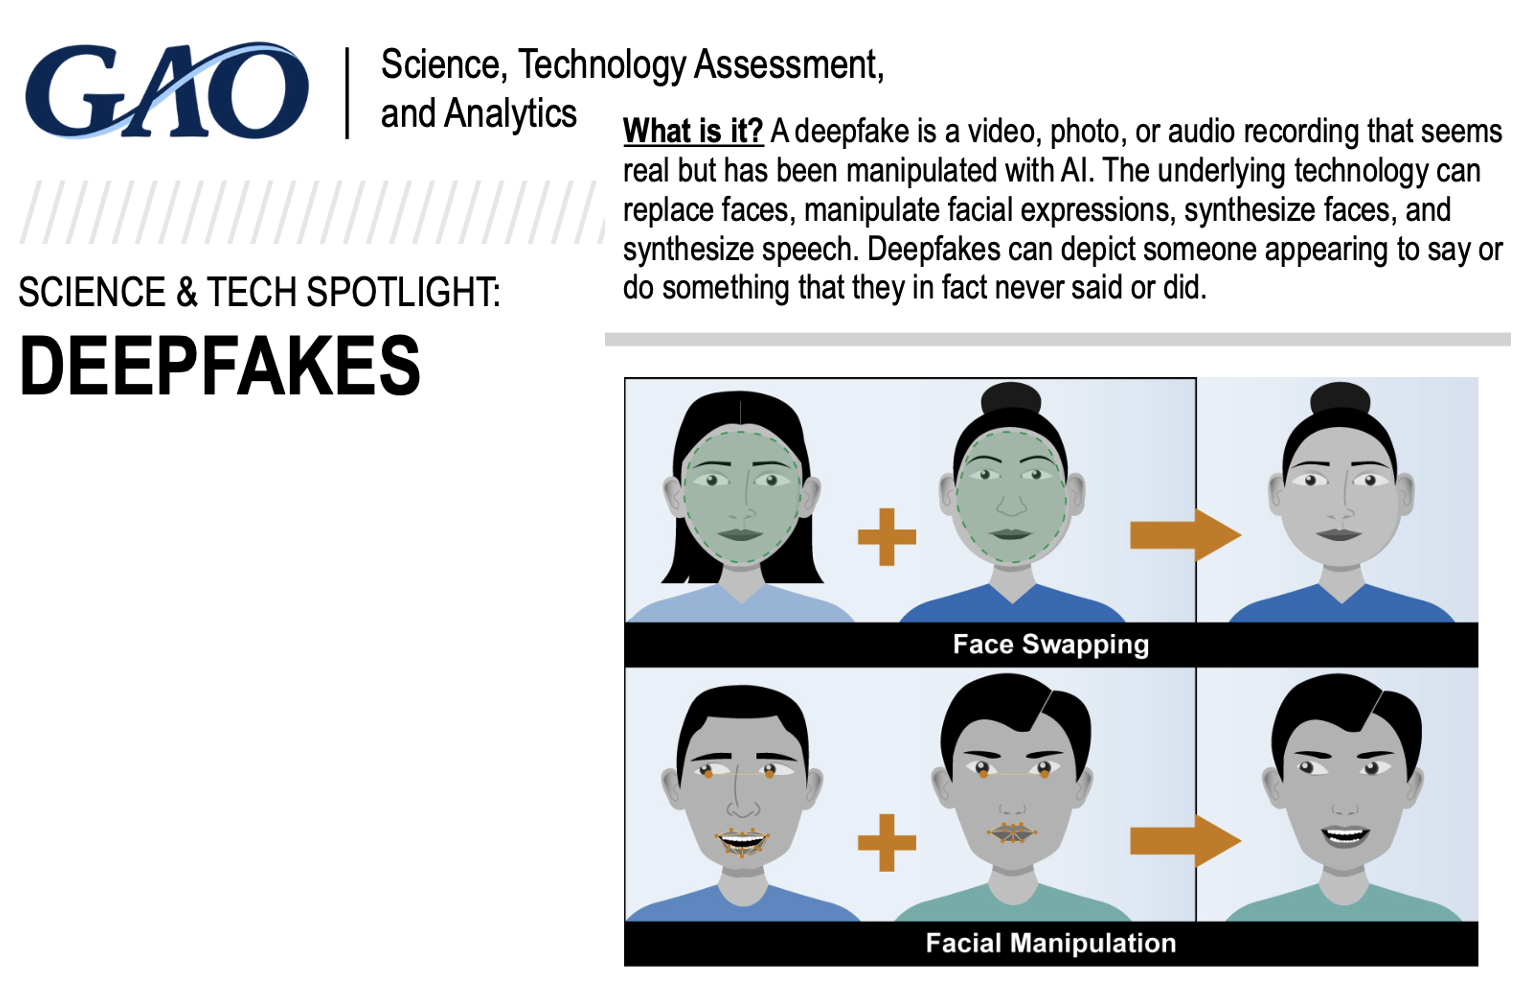 GAO
Science, Technology Assessment,
and Analytics
SCIENCE & TECH SPOTLIGHT:
DEEPFAKES
What is it? A deepfake is a video, photo, or audio recording that seems
real but has been manipulated with AI. The underlying technology can
replace faces, manipulate facial expressions, synthesize faces, and
synthesize speech. Deepfakes can depict someone appearing to say or
do something that they in fact never said or did.
Face Swapping
Facial Manipulation